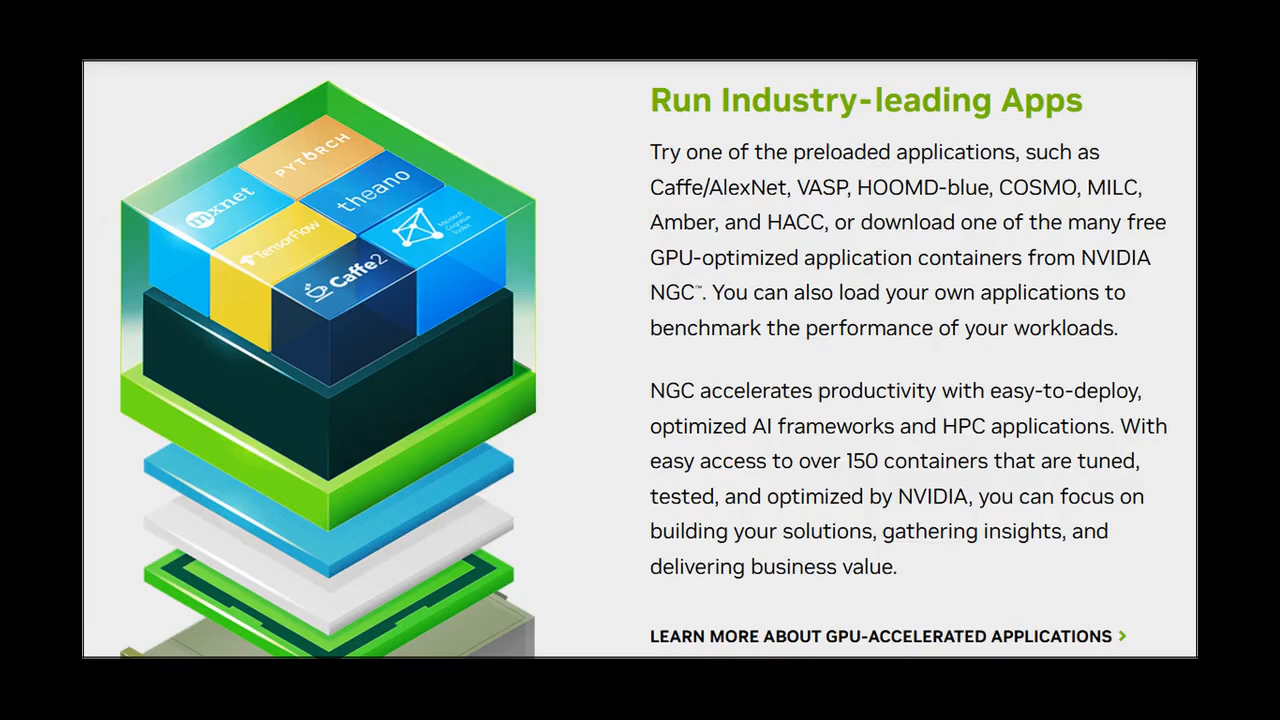 Run Industry-leading Apps
Try one of the preloaded applications, such as
Caffe/AlexNet, VASP, HOOMD-blue, COSMO, MILC,
Amber, and HACC, or download one of the many free
GPU-optimized application containers from NVIDIA
NGC™. You can also load your own applications to
benchmark the performance of your workloads.
NGC accelerates productivity with easy-to-deploy,
optimized AI frameworks and HPC applications. With
easy access to over 150 containers that are tuned,
tested, and optimized by NVIDIA, you can focus on
building your solutions, gathering insights, and
delivering business value.
LEARN MORE ABOUT GPU-ACCELERATED APPLICATIONS >
PYTORCH
mxnet
theano
TensorFlow
Microsoft
Cognitive
Toolkit
Caffe2